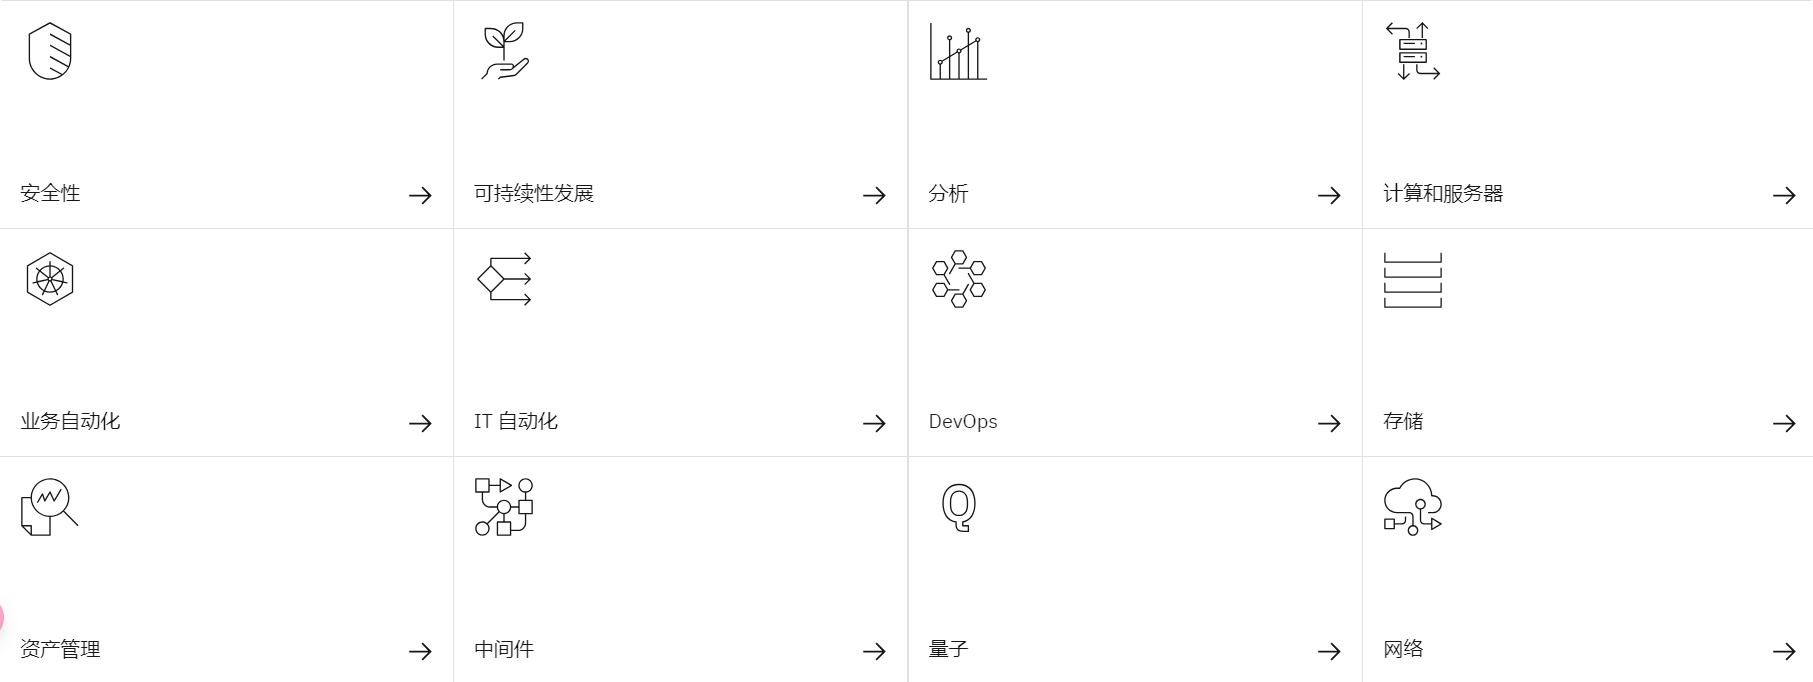 安全性
可持续性发展
分析
计算和服务器
业务自动化
IT 自动化
DevOps
存储
资产管理
中间件
量子
网络